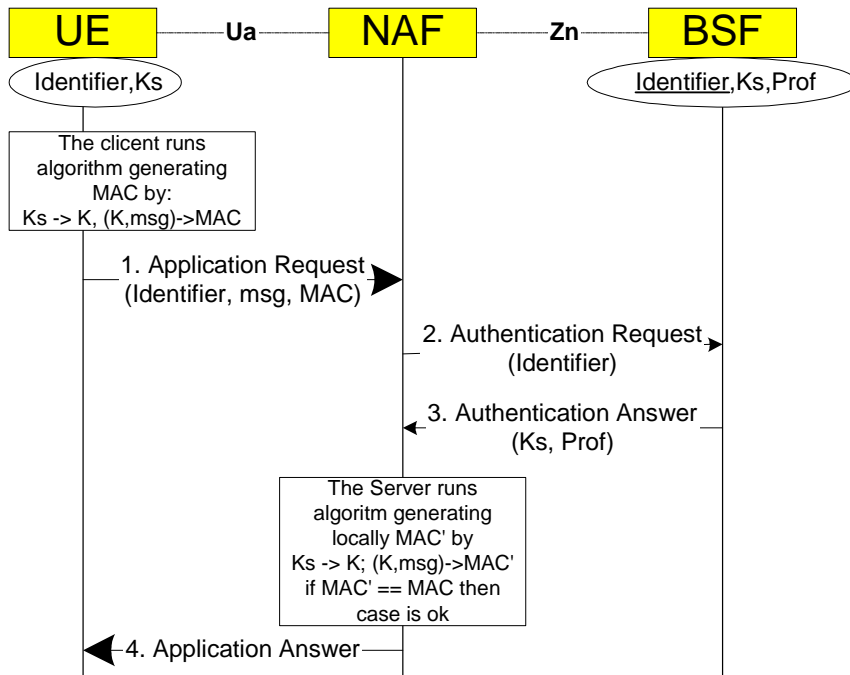 UE
Ua
NAF
Zn
BSF
Identifier,Ks
Identifier,Ks,Prof
The clicent runs
algorithm generating
MAC by:
Ks -> K, (K,msg)->MAC
1. Application Request
(Identifier, msg, MAC)
2. Authentication Request
(Identifier)
3. Authentication Answer
(Ks, Prof)
The Server runs
algoritm generating
locally MAC' by
Ks -> K; (K,msg)->MAC'
if MAC' == MAC then
case is ok
4. Application Answer